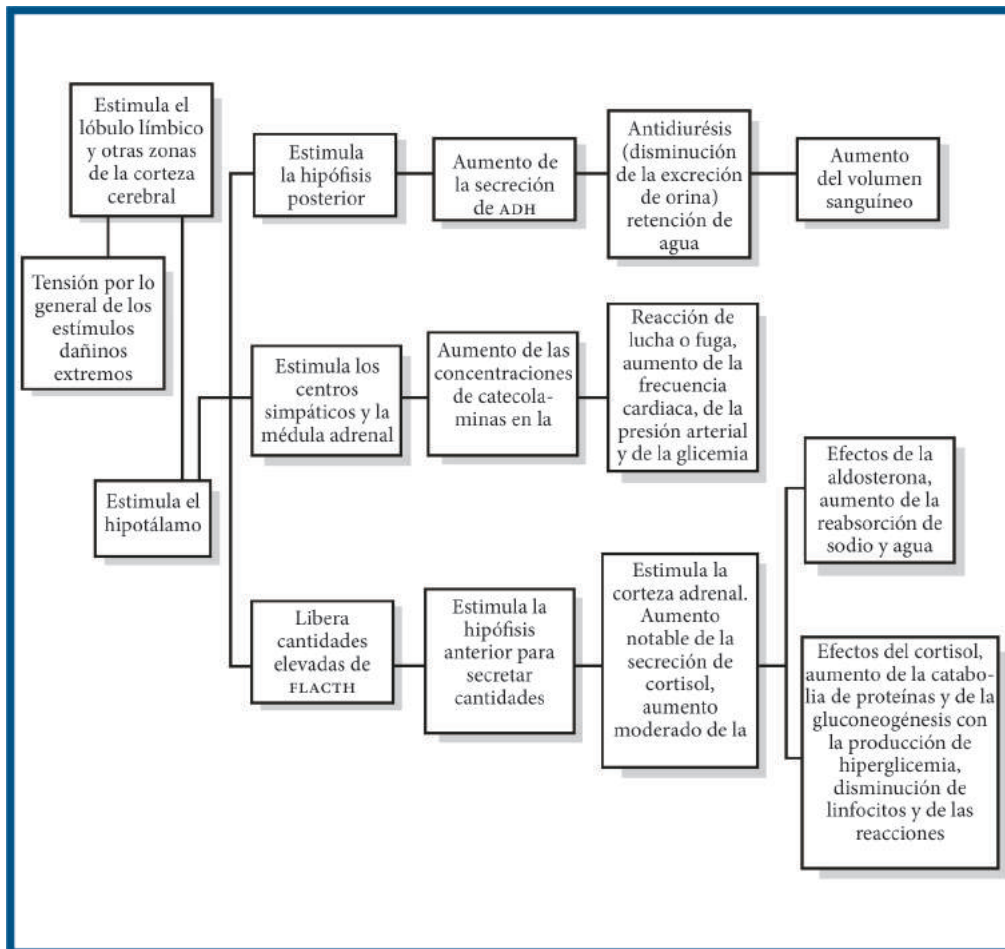 Estimula el
lóbulo límbico
y otras zonas
de la corteza
cerebral
Tensión por lo
general de los
estímulos
dañinos
extremos
Estimula el
hipotálamo
Estimula
la hipófisis
posterior
Aumento de
la secreción
de ADH
Antidiurésis
(disminución
de la excreción
de orina)
retención de
agua
Aumento
del volumen
sanguíneo
Estimula los
centros
simpáticos y la
médula adrenal
Aumento de las
concentraciones
de catecola-
minas en la
Reacción de
lucha o fuga,
aumento de la
frecuencia
cardiaca, de la
presión arterial
y de la glicemia
Libera
cantidades
elevadas de
FLACTH
Estimula la
hipófisis
anterior para
secretar
cantidades
Estimula la
corteza adrenal.
Aumento
notable de la
secreción de
cortisol,
aumento
moderado de la
Efectos de la
aldosterona,
aumento de la
reabsorción de
sodio y agua
Efectos del cortisol,
aumento de la catabo-
lia de proteínas y de la
gluconeogénesis con
la producción de
hiperglicemia,
disminución de
linfocitos y de las
reacciones